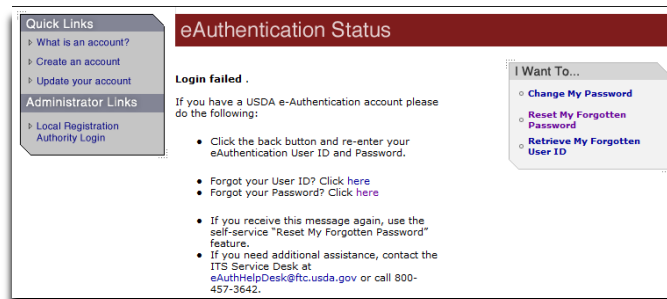 Quick Links
What is an account?
Create an account
Update your account
Administrator Links
Local Registration
Authority Login
eAuthentication Status
Login failed .
If you have a USDA e-Authentication account please
do the following:
Click the back button and re-enter your
eAuthentication User ID and Password.
Forgot your User ID? Click here
Forgot your Password? Click here
If you receive this message again, use the
self-service “Reset My Forgotten Password”
feature.
If you need additional assistance, contact the
ITS Service Desk at
eAuthHelpDesk@ftc.usda.gov or call 800-
457-3642.
I Want To...
Change My Password
Reset My Forgotten
Password
Retrieve My Forgotten
User ID